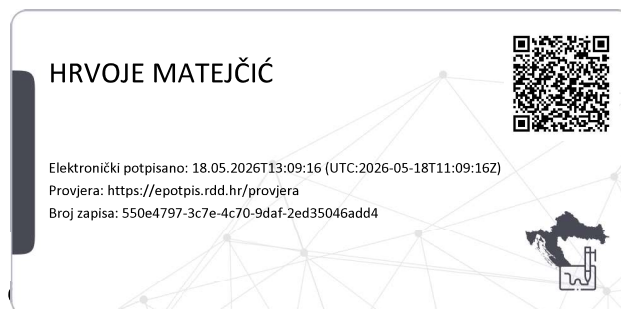 HRVOJE MATEJČIĆ
Elektronički potpisano: 18.05.2026T13:09:16 (UTC:2026-05-18T11:09:16Z)
Provjera: https://epotpis.rdd.hr/provjera
Broj zapisa: 550e4797-3c7e-4c70-9daf-2ed35046add4